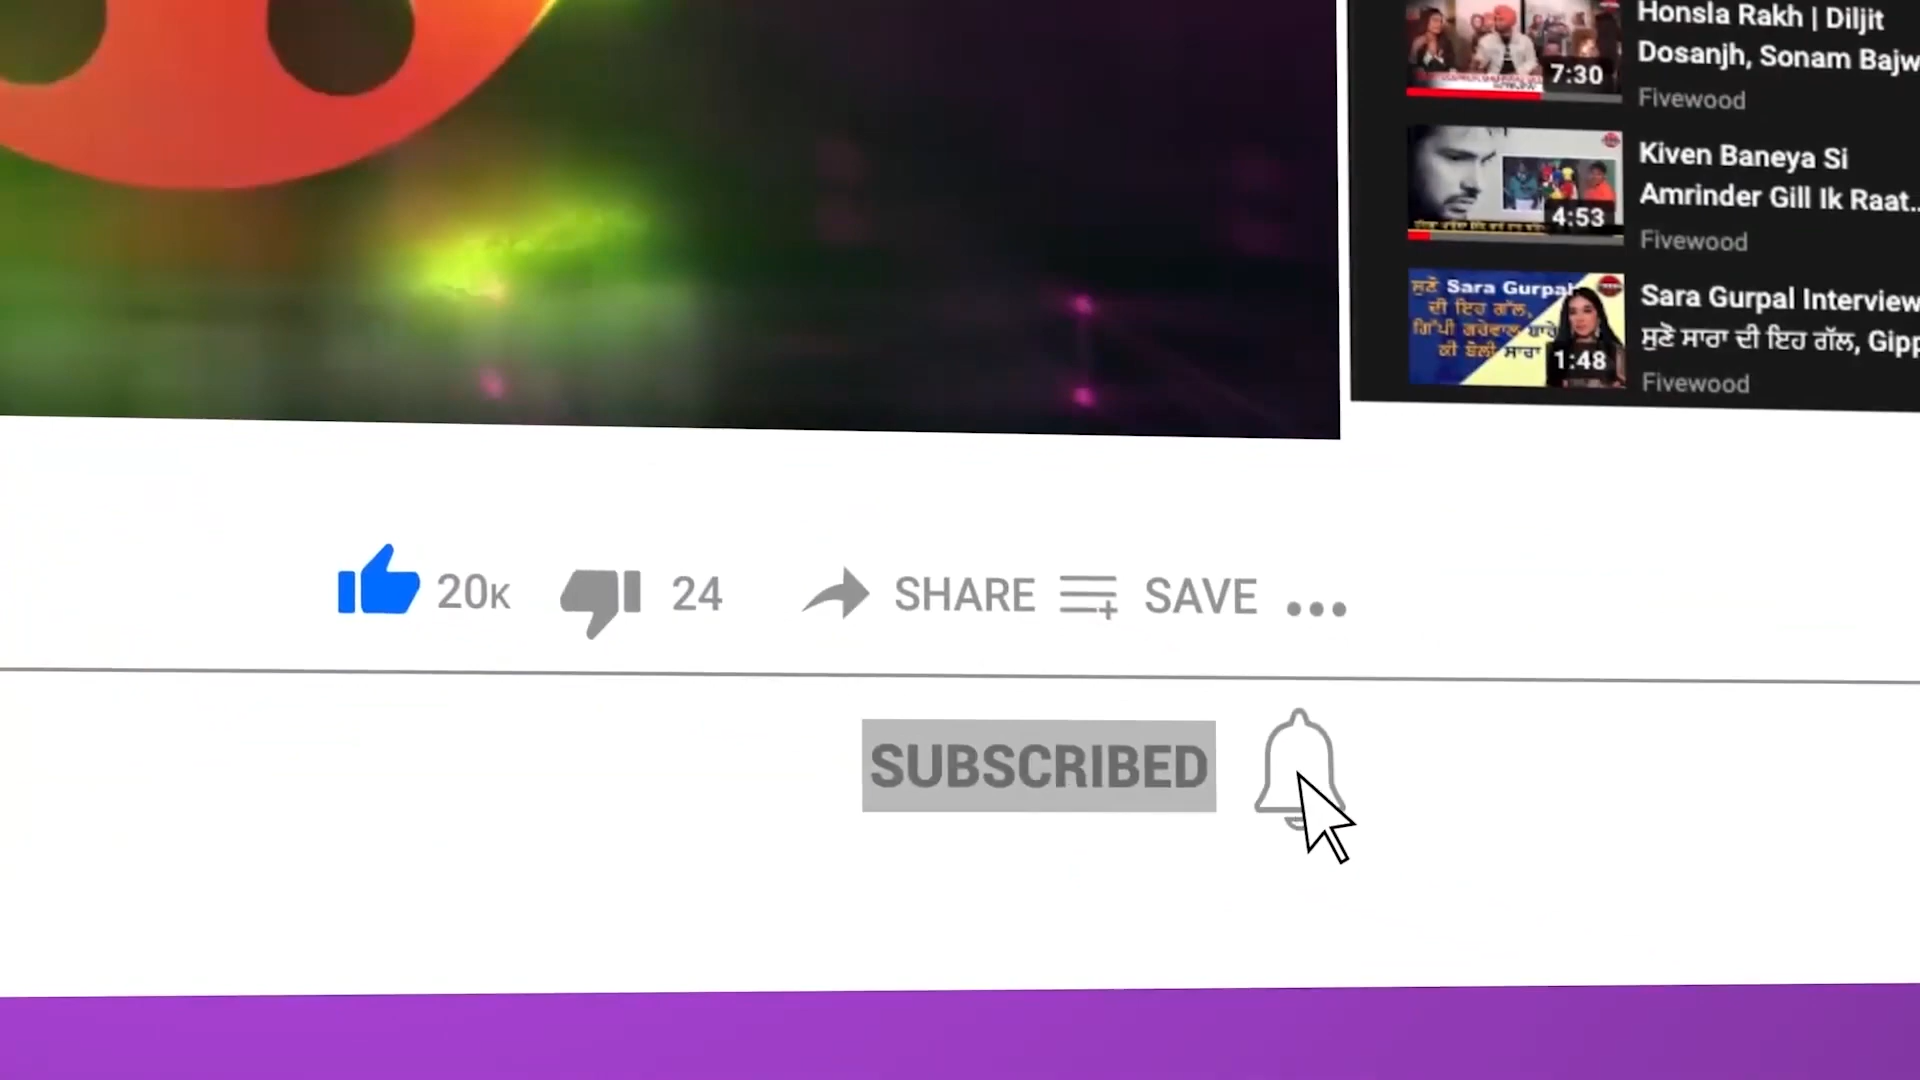 Honsla Rakh | Diljit
Dosanjh, Sonam Bajw
Fivewood
7:30
Kiven Baneya Si
Amrinder Gill Ik Raat...
Fivewood
4:53
ਸੁਣੋ Sara Gurpal
ਦੀ ਇਹ ਗੱਲ,
ਗਿੱਪੀ ਗਰੇਵਾਲ ਬਾਰੇ
ਕੀ ਬੋਲੀ ਸਾਰਾ
1:48
Sara Gurpal Interview
ਸੁਣੋ ਸਾਰਾ ਦੀ ਇਹ ਗੱਲ, Gipp
Fivewood
20K 24 SHARE SAVE
SUBSCRIBED